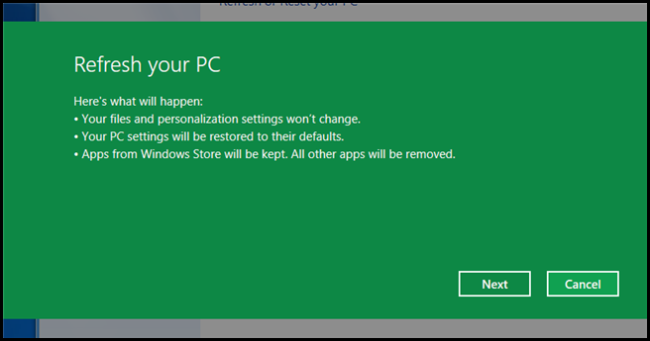 Refresh or Reset your PC
Refresh your PC
Here's what will happen:
• Your files and personalization settings won't change.
• Your PC settings will be restored to their defaults.
• Apps from Windows Store will be kept. All other apps will be removed.
Next Cancel